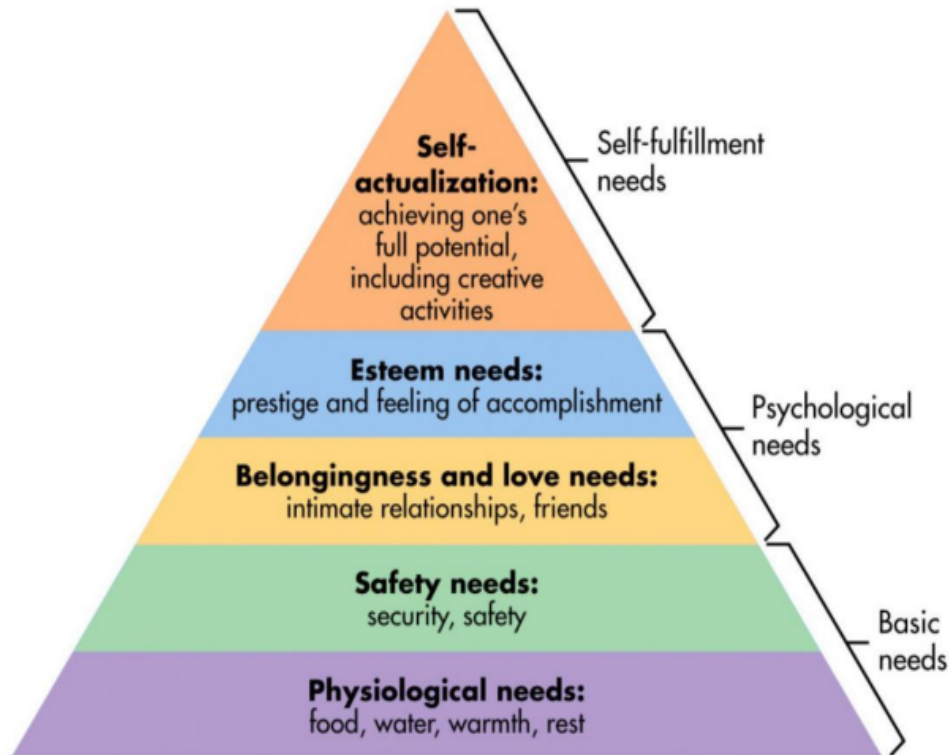 Self-
actualization:
achieving one's
full potential,
including creative
activities
Self-fulfillment
needs
Esteem needs:
prestige and feeling of accomplishment
Psychological
needs
Belongingness and love needs:
intimate relationships, friends
Safety needs:
security, safety
Basic
needs
Physiological needs:
food, water, warmth, rest